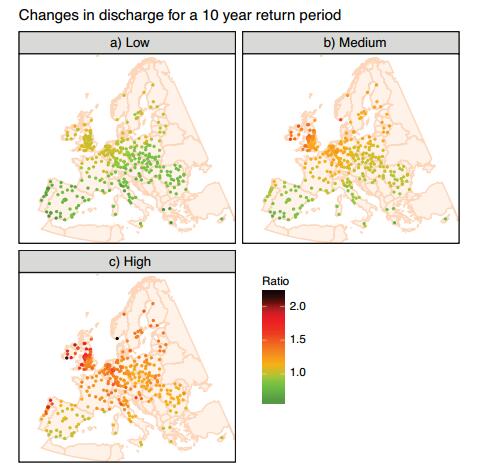 Changes in discharge for a 10 year return period
a) Low
b) Medium
c) High
Ratio
2.0
1.5
1.0